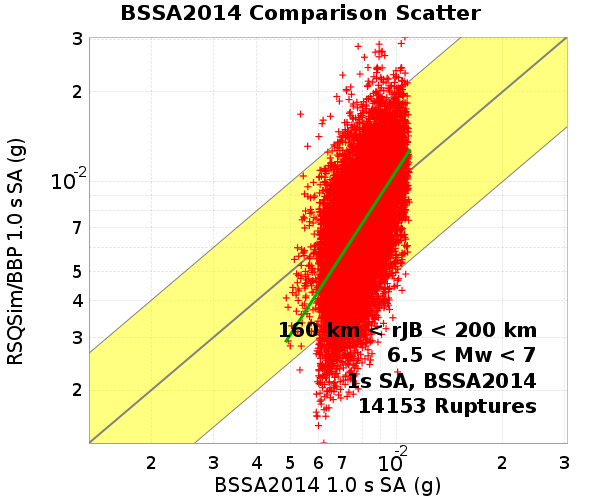 BSSA2014 Comparison Scatter
3
2
10-2
7
5
4
3
2
RSQSim/BBP 1.0 s SA (g)
160 km < rJB < 200 km
6.5 < Mw < 7
1s SA, BSSA2014
14153 Ruptures
2 3 4 5 6 7 10-2 2 3
BSSA2014 1.0 s SA (g)